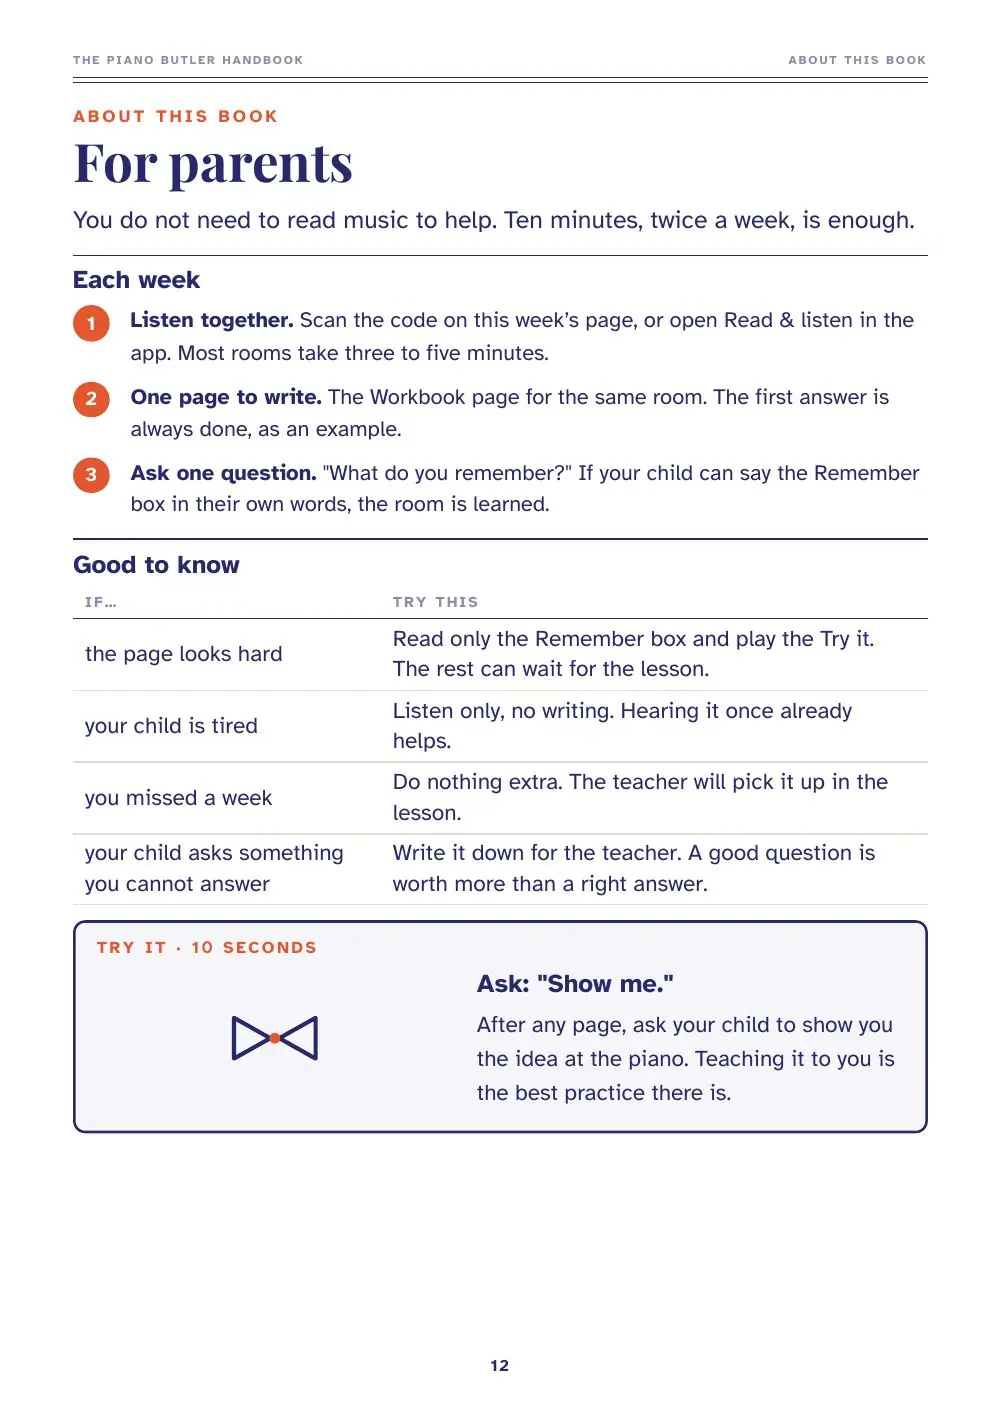 THE PIANO BUTLER HANDBOOK
ABOUT THIS BOOK
ABOUT THIS BOOK
For parents
You do not need to read music to help. Ten minutes, twice a week, is enough.
Each week
1 Listen together. Scan the code on this week’s page, or open Read & listen in the
app. Most rooms take three to five minutes.
2 One page to write. The Workbook page for the same room. The first answer is
always done, as an example.
3 Ask one question. "What do you remember?" If your child can say the Remember
box in their own words, the room is learned.
Good to know
IF… TRY THIS
the page looks hard
Read only the Remember box and play the Try it.
The rest can wait for the lesson.
your child is tired
Listen only, no writing. Hearing it once already
helps.
you missed a week
Do nothing extra. The teacher will pick it up in the
lesson.
your child asks something
you cannot answer
Write it down for the teacher. A good question is
worth more than a right answer.
TRY IT · 10 SECONDS
Ask: "Show me."
After any page, ask your child to show you
the idea at the piano. Teaching it to you is
the best practice there is.
12